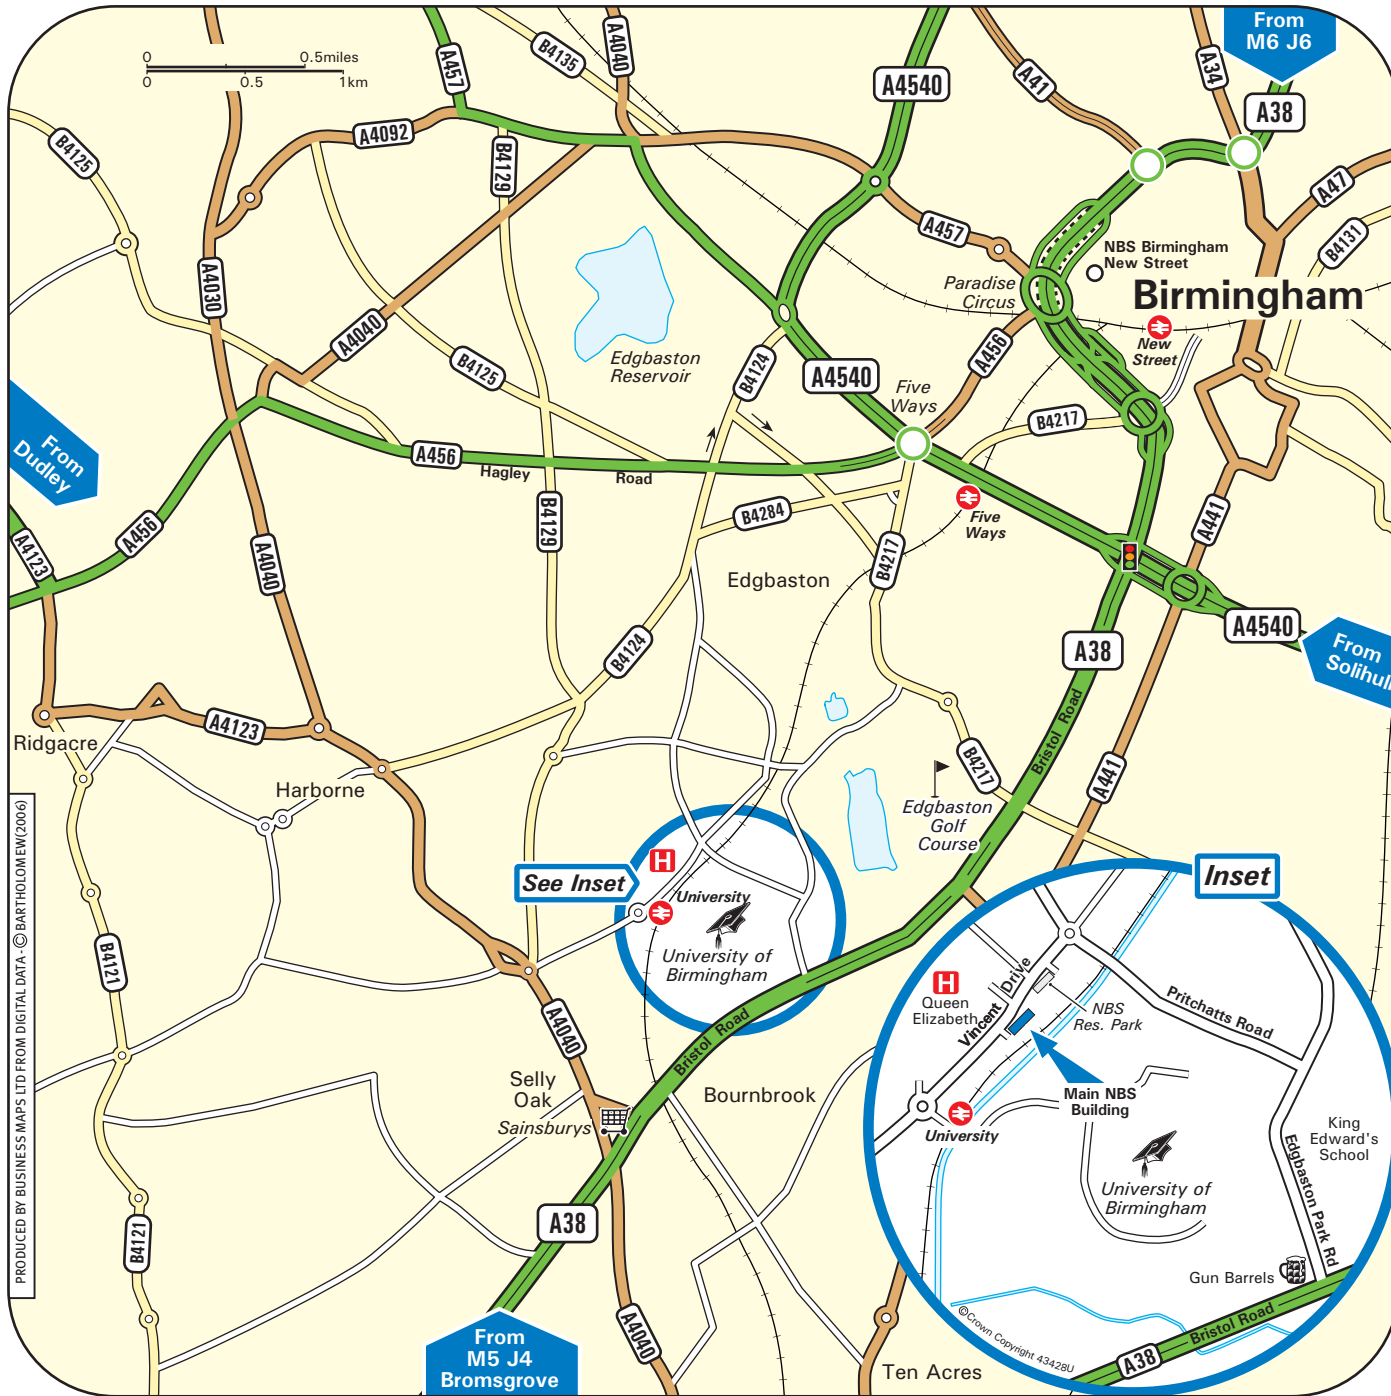 From
M6 J6
A4040
B4135
A457
0
0.5miles
0
0.5
1km
A4540
A41
A34
A38
A4092
B4125
B4129
A47
A457
B4131
NBS Birmingham
New Street
Paradise
Circus
Birmingham
A4030
A4040
Edgbaston
Reservoir
B4125
B4124
A4540
A456
New
Street
Five
Ways
B4217
From
Dudley
A456
Hagley
Road
B4284
Five
Ways
A441
B4129
A456
A4123
A4040
Edgbaston
B4217
A4540
From
Solihull
B4124
A38
Bristol Road
A4123
Ridgacre
Harborne
B4217
A441
Edgbaston
Golf
Course
PRODUCED BY BUSINESS MAPS LTD FROM DIGITAL DATA - © BARTHOLOMEW(2006)
See Inset
H
University
University of
Birmingham
B4121
Inset
Vincent Drive
H
Queen
Elizabeth
NBS
Res. Park
Pritchatts Road
Main NBS
Building
University
University of
Birmingham
King
Edward's
School
Edgbaston Park Rd
Gun Barrels
Bristol Road
A38
©Crown Copyright 43428U
A4040
Bristol Road
Selly
Oak
Sainsburys
Bournbrook
A38
B4121
A4040
From
M5 J4
Bromsgrove
Ten Acres